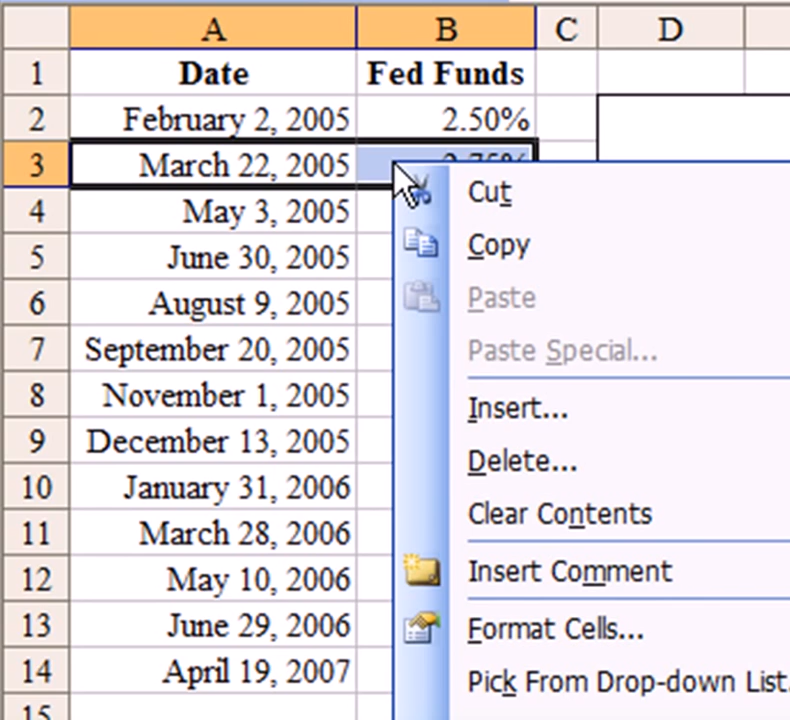 A B C D
1 Date Fed Funds
2 February 2, 2005 2.50%
3 March 22, 2005 2.75%
4 May 3, 2005
5 June 30, 2005
6 August 9, 2005
7 September 20, 2005
8 November 1, 2005
9 December 13, 2005
10 January 31, 2006
11 March 28, 2006
12 May 10, 2006
13 June 29, 2006
14 April 19, 2007
15
Cut
Copy
Paste
Paste Special...
Insert...
Delete...
Clear Contents
Insert Comment
Format Cells...
Pick From Drop-down List.